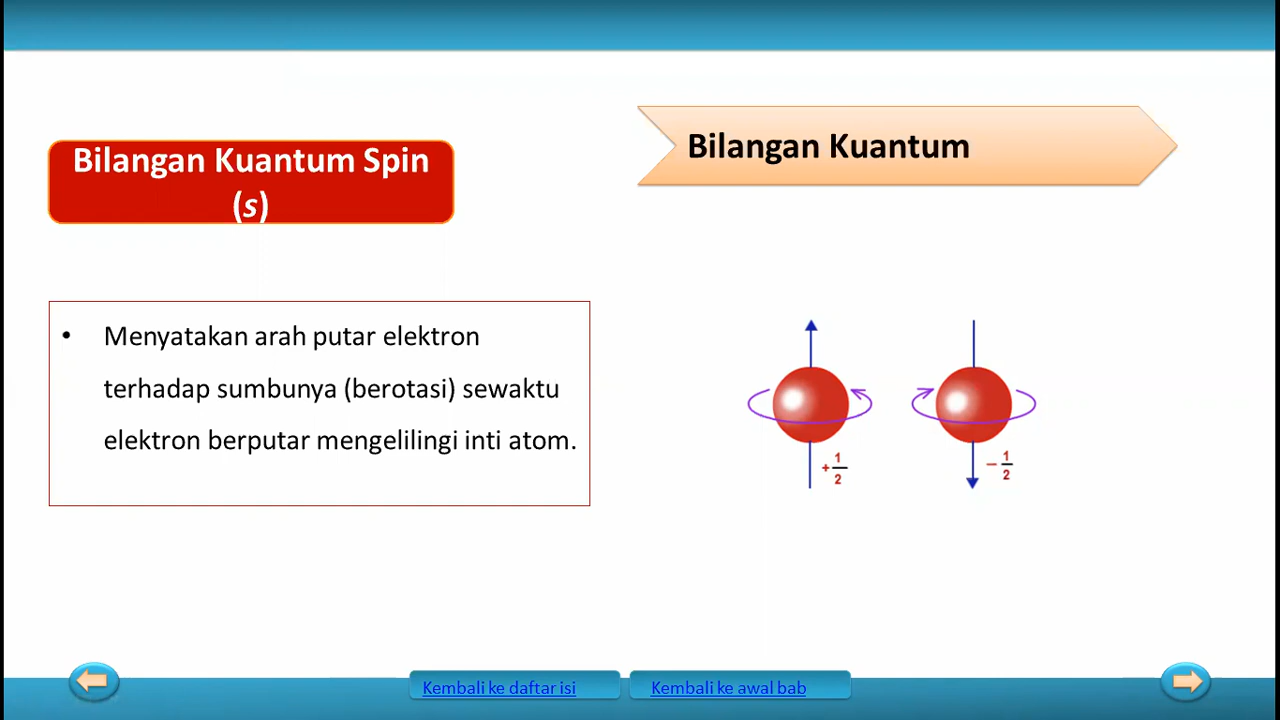 Bilangan Kuantum Spin
(s)
Bilangan Kuantum
• Menyatakan arah putar elektron
terhadap sumbunya (berotasi) sewaktu
elektron berputar mengelilingi inti atom.
+1/2
−1/2
Kembali ke daftar isi
Kembali ke awal bab